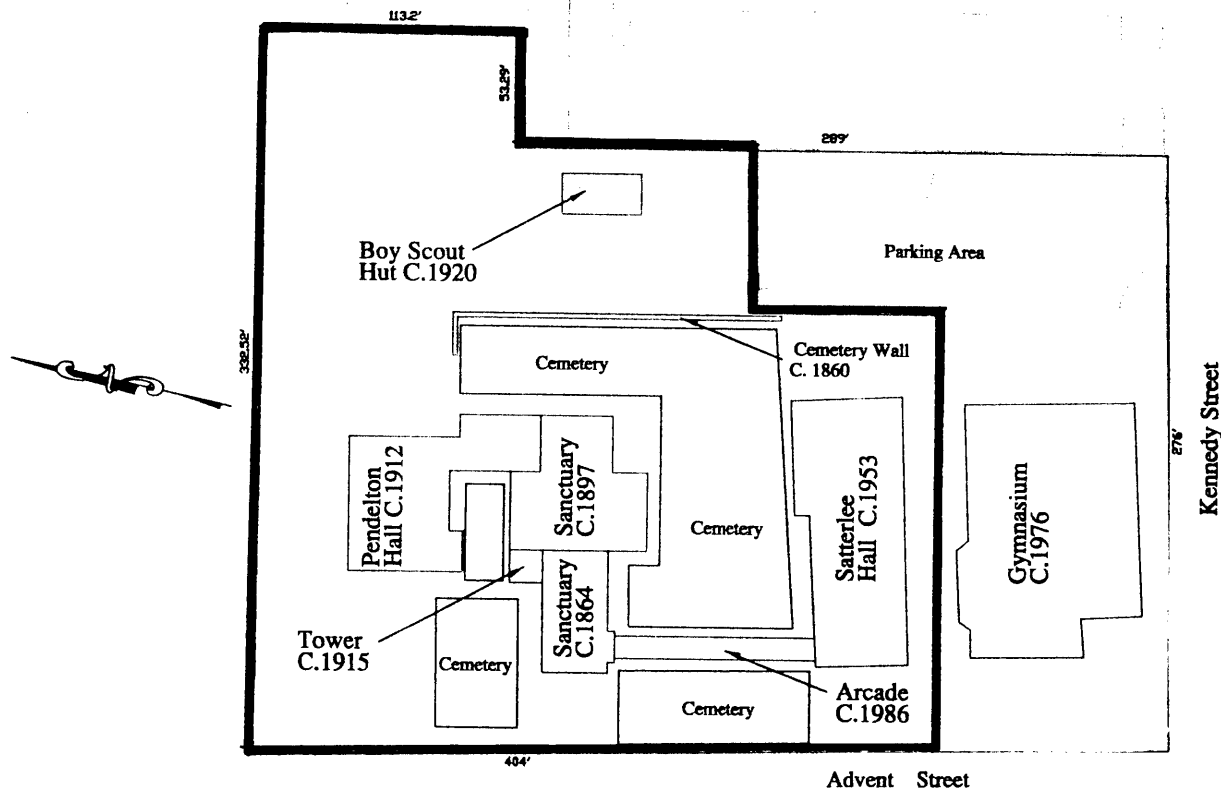 113.2'
53.29'
289'
Boy Scout
Hut C.1920
Parking Area
332.52'
Cemetery
Cemetery Wall
C. 1860
Kennedy Street
276'
Pendelton
Hall C.1912
Sanctuary
C.1897
Cemetery
Satterlee
Hall C.1953
Gymnasium
C.1976
Sanctuary
C.1864
Tower
C.1915
Cemetery
Cemetery
Arcade
C.1986
404'
Advent Street